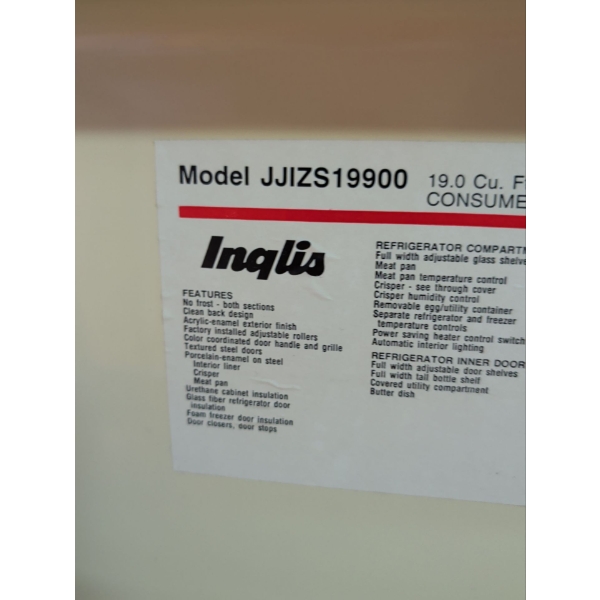 Model JJIZS19900
19.0 Cu. F
CONSUME
Inglis
FEATURES
No frost - both sections
Clean back design
Acrylic-enamel exterior finish
Factory installed adjustable rollers
Color coordinated door handle and grille
Textured steel doors
Porcelain-enamel on steel
Interior liner
Crisper
Meat pan
Urethane cabinet insulation
Glass fiber refrigerator door
insulation
Foam freezer door insulation
Door closers, door stops
REFRIGERATOR COMPARTM
Full width adjustable glass shelve
Meat pan
Meat pan temperature control
Crisper - see through cover
Crisper humidity control
Removable egg/utility container
Separate refrigerator and freezer
temperature controls
Power saving heater control switch
Automatic interior lighting
REFRIGERATOR INNER DOOR
Full width adjustable door shelves
Full width tall bottle shelf
Covered utility compartment
Butter dish